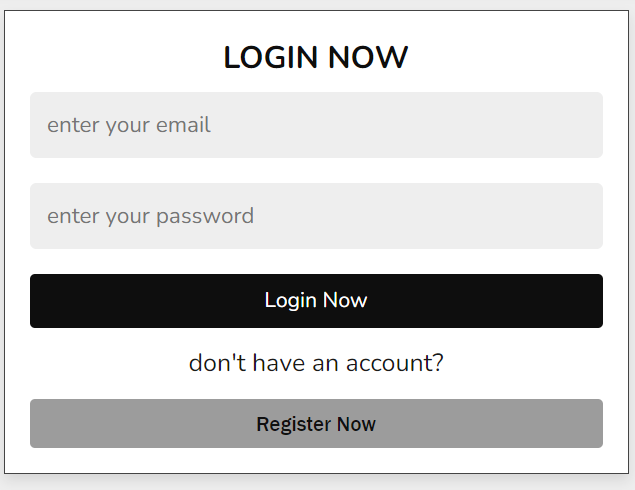 LOGIN NOW
enter your email
enter your password
Login Now
don't have an account?
Register Now